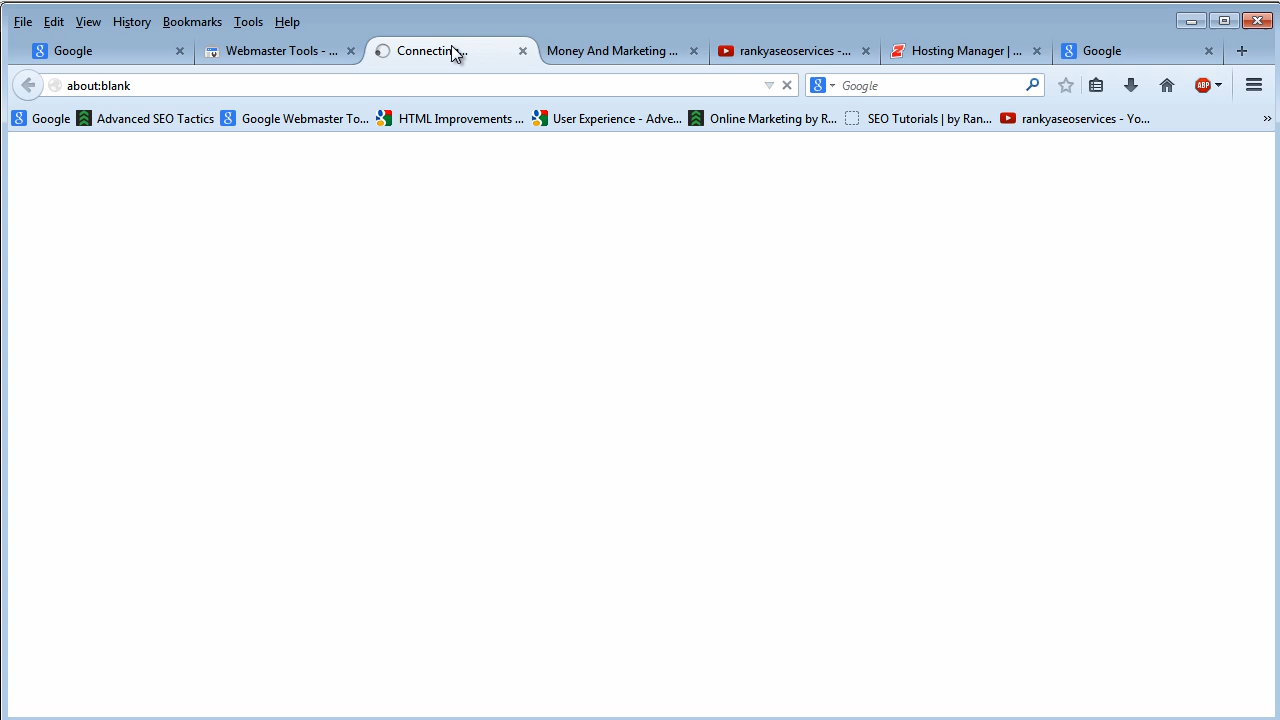 File Edit View History Bookmarks Tools Help
Google Webmaster Tools - ... Connecting... Money And Marketing ... rankyaseoservices -... Hosting Manager | ... Google
about:blank Google
Google Advanced SEO Tactics Google Webmaster To... HTML Improvements ... User Experience - Adve... Online Marketing by R... SEO Tutorials | by Ran... rankyaseoservices - Yo... »